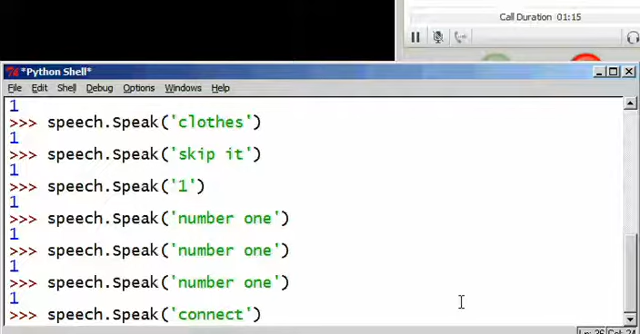 Call Duration 01:15
*Python Shell*
File Edit Shell Debug Options Windows Help
1
>>> speech.Speak('clothes')
1
>>> speech.Speak('skip it')
1
>>> speech.Speak('1')
1
>>> speech.Speak('number one')
1
>>> speech.Speak('number one')
1
>>> speech.Speak('number one')
1
>>> speech.Speak('connect')